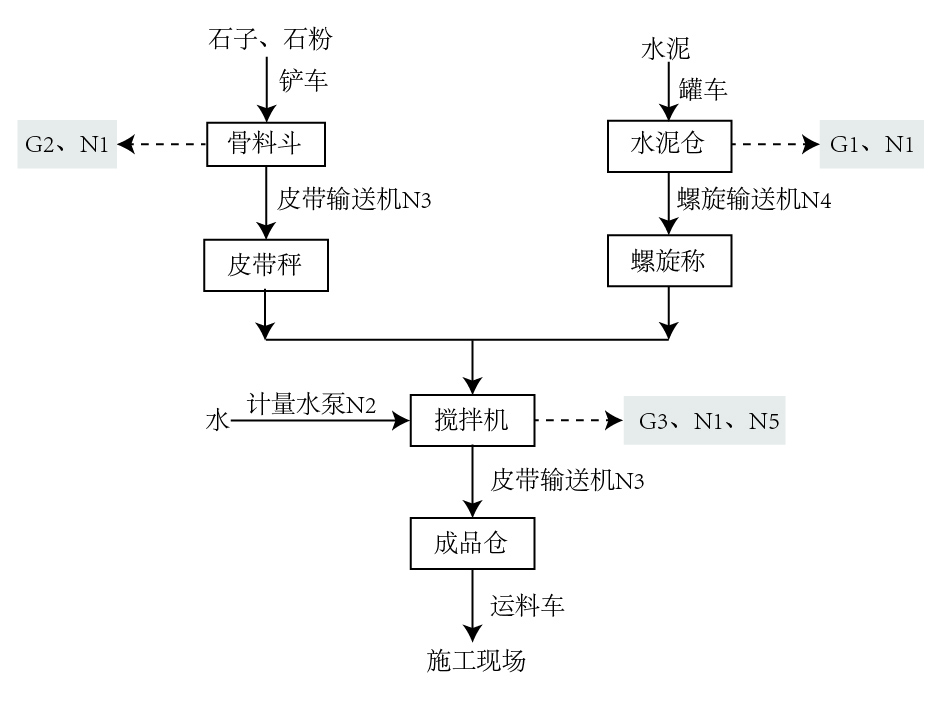 石子、石粉
水泥
铲车
罐车
G2、N1
骨料斗
水泥仓
G1、N1
皮带输送机N3
螺旋输送机N4
皮带秤
螺旋称
水
计量水泵N2
搅拌机
G3、N1、N5
皮带输送机N3
成品仓
运料车
施工现场